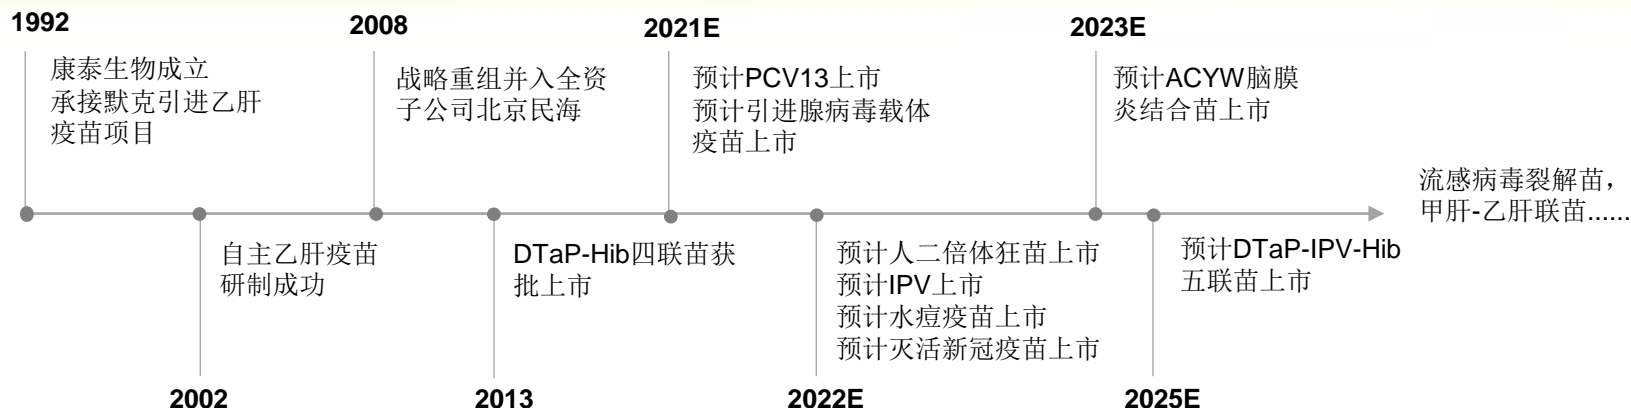 1992
康泰生物成立
承接默克引进乙肝
疫苗项目
2008
战略重组并入全资
子公司北京民海
2021E
预计PCV13上市
预计引进腺病毒载体
疫苗上市
2023E
预计ACYW脑膜
炎结合苗上市
流感病毒裂解苗，
甲肝-乙肝联苗......
自主乙肝疫苗
研制成功
2002
DTaP-Hib四联苗获
批上市
2013
预计人二倍体狂苗上市
预计IPV上市
预计水痘疫苗上市
预计灭活新冠疫苗上市
2022E
预计DTaP-IPV-Hib
五联苗上市
2025E